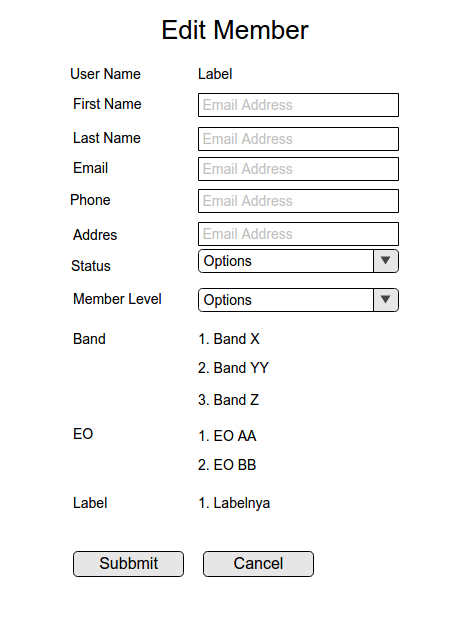 Edit Member
User Name Label
First Name Email Address
Last Name Email Address
Email Email Address
Phone Email Address
Addres Email Address
Status Options
Member Level Options
Band 1. Band X
2. Band YY
3. Band Z
EO 1. EO AA
2. EO BB
Label 1. Labelnya
Subbmit Cancel